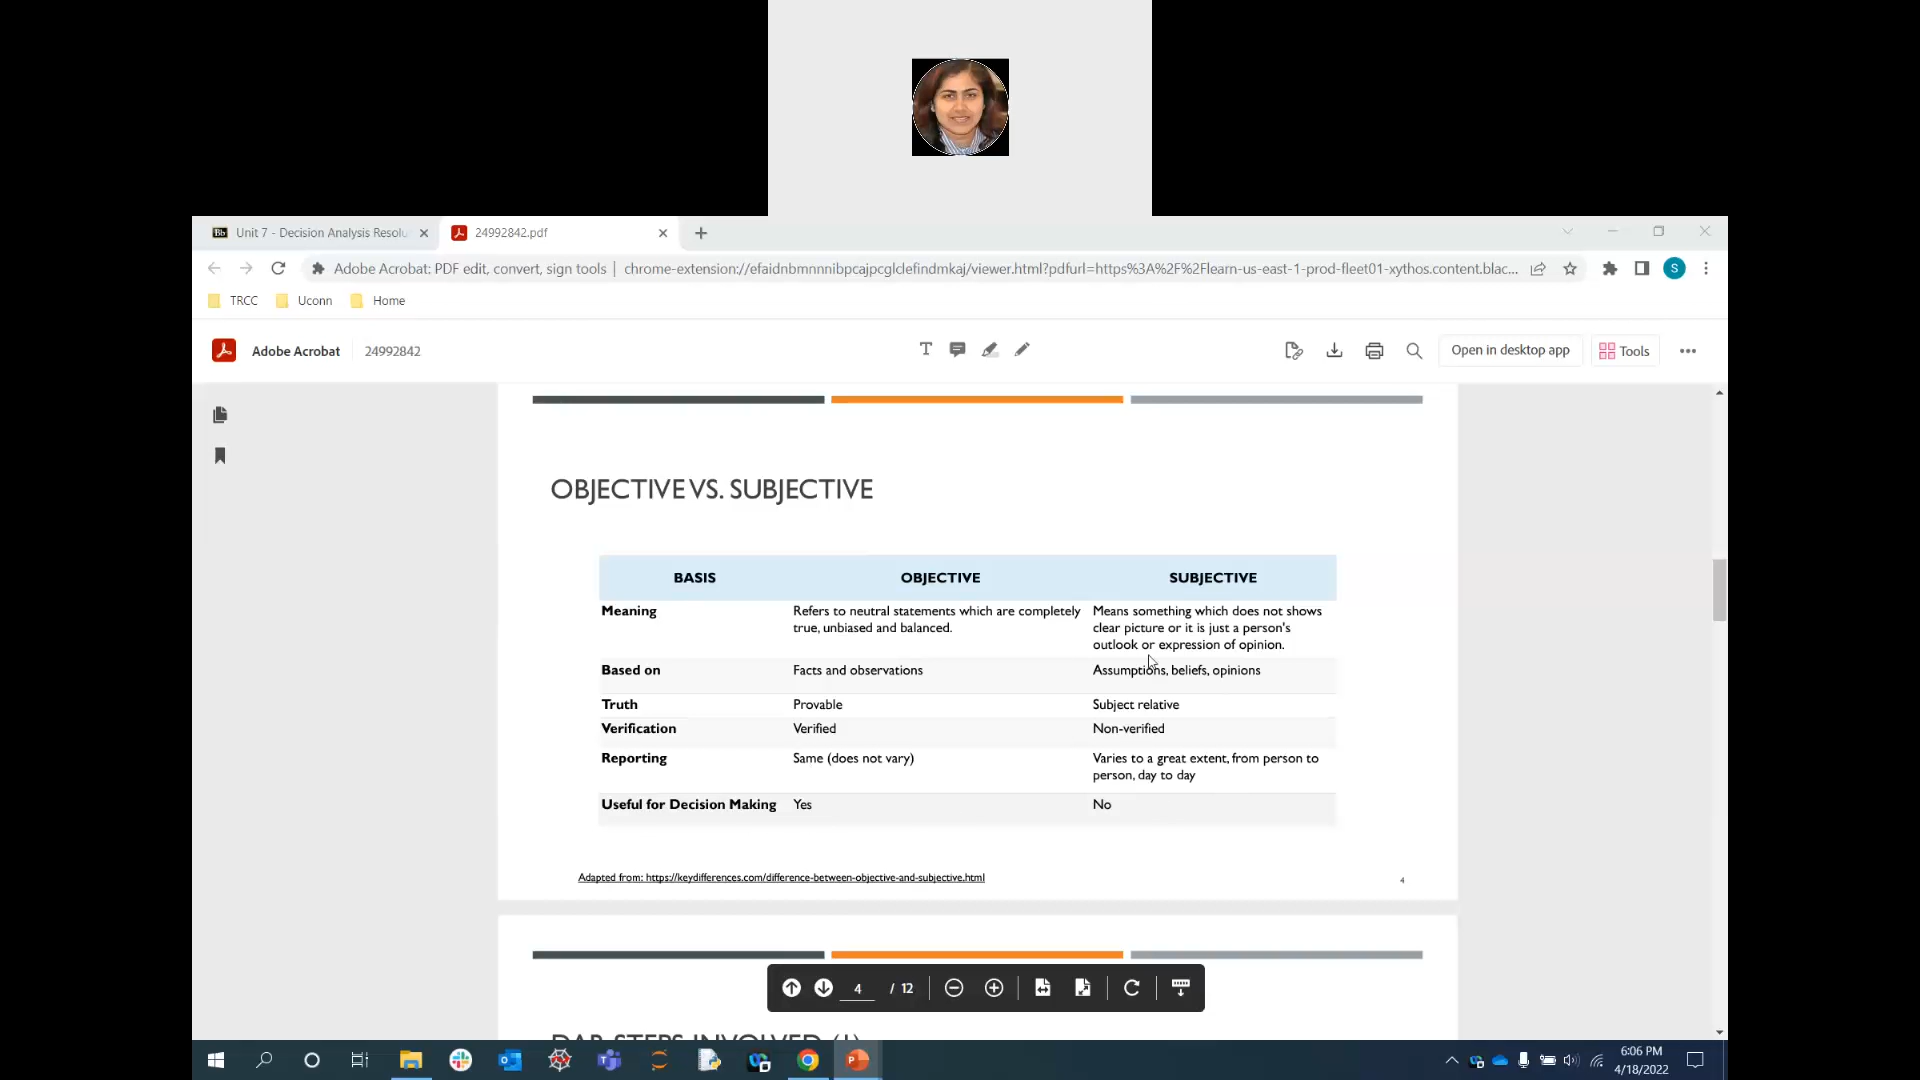 Unit 7 - Decision Analysis Resolu
24992842.pdf
Adobe Acrobat: PDF edit, convert, sign tools | chrome-extension://efaidnbmnnnibpcajpcglclefindmkaj/viewer.html?pdfurl=https%3A%2F%2Flearn-us-east-1-prod-fleet01-xythos.content.blac...
S
TRCC Uconn Home
Adobe Acrobat 24992842
Open in desktop app
Tools
OBJECTIVE VS. SUBJECTIVE
BASIS OBJECTIVE SUBJECTIVE
Meaning Refers to neutral statements which are completely Means something which does not shows
true, unbiased and balanced. clear picture or it is just a person's
outlook or expression of opinion.
Based on Facts and observations Assumptions, beliefs, opinions
Truth Provable Subject relative
Verification Verified Non-verified
Reporting Same (does not vary) Varies to a great extent, from person to
person, day to day
Useful for Decision Making Yes No
Adapted from: https://keydifferences.com/difference-between-objective-and-subjective.html
4
4 / 12
DAR-STEPS INVOLVED (1)
6:06 PM
4/18/2022